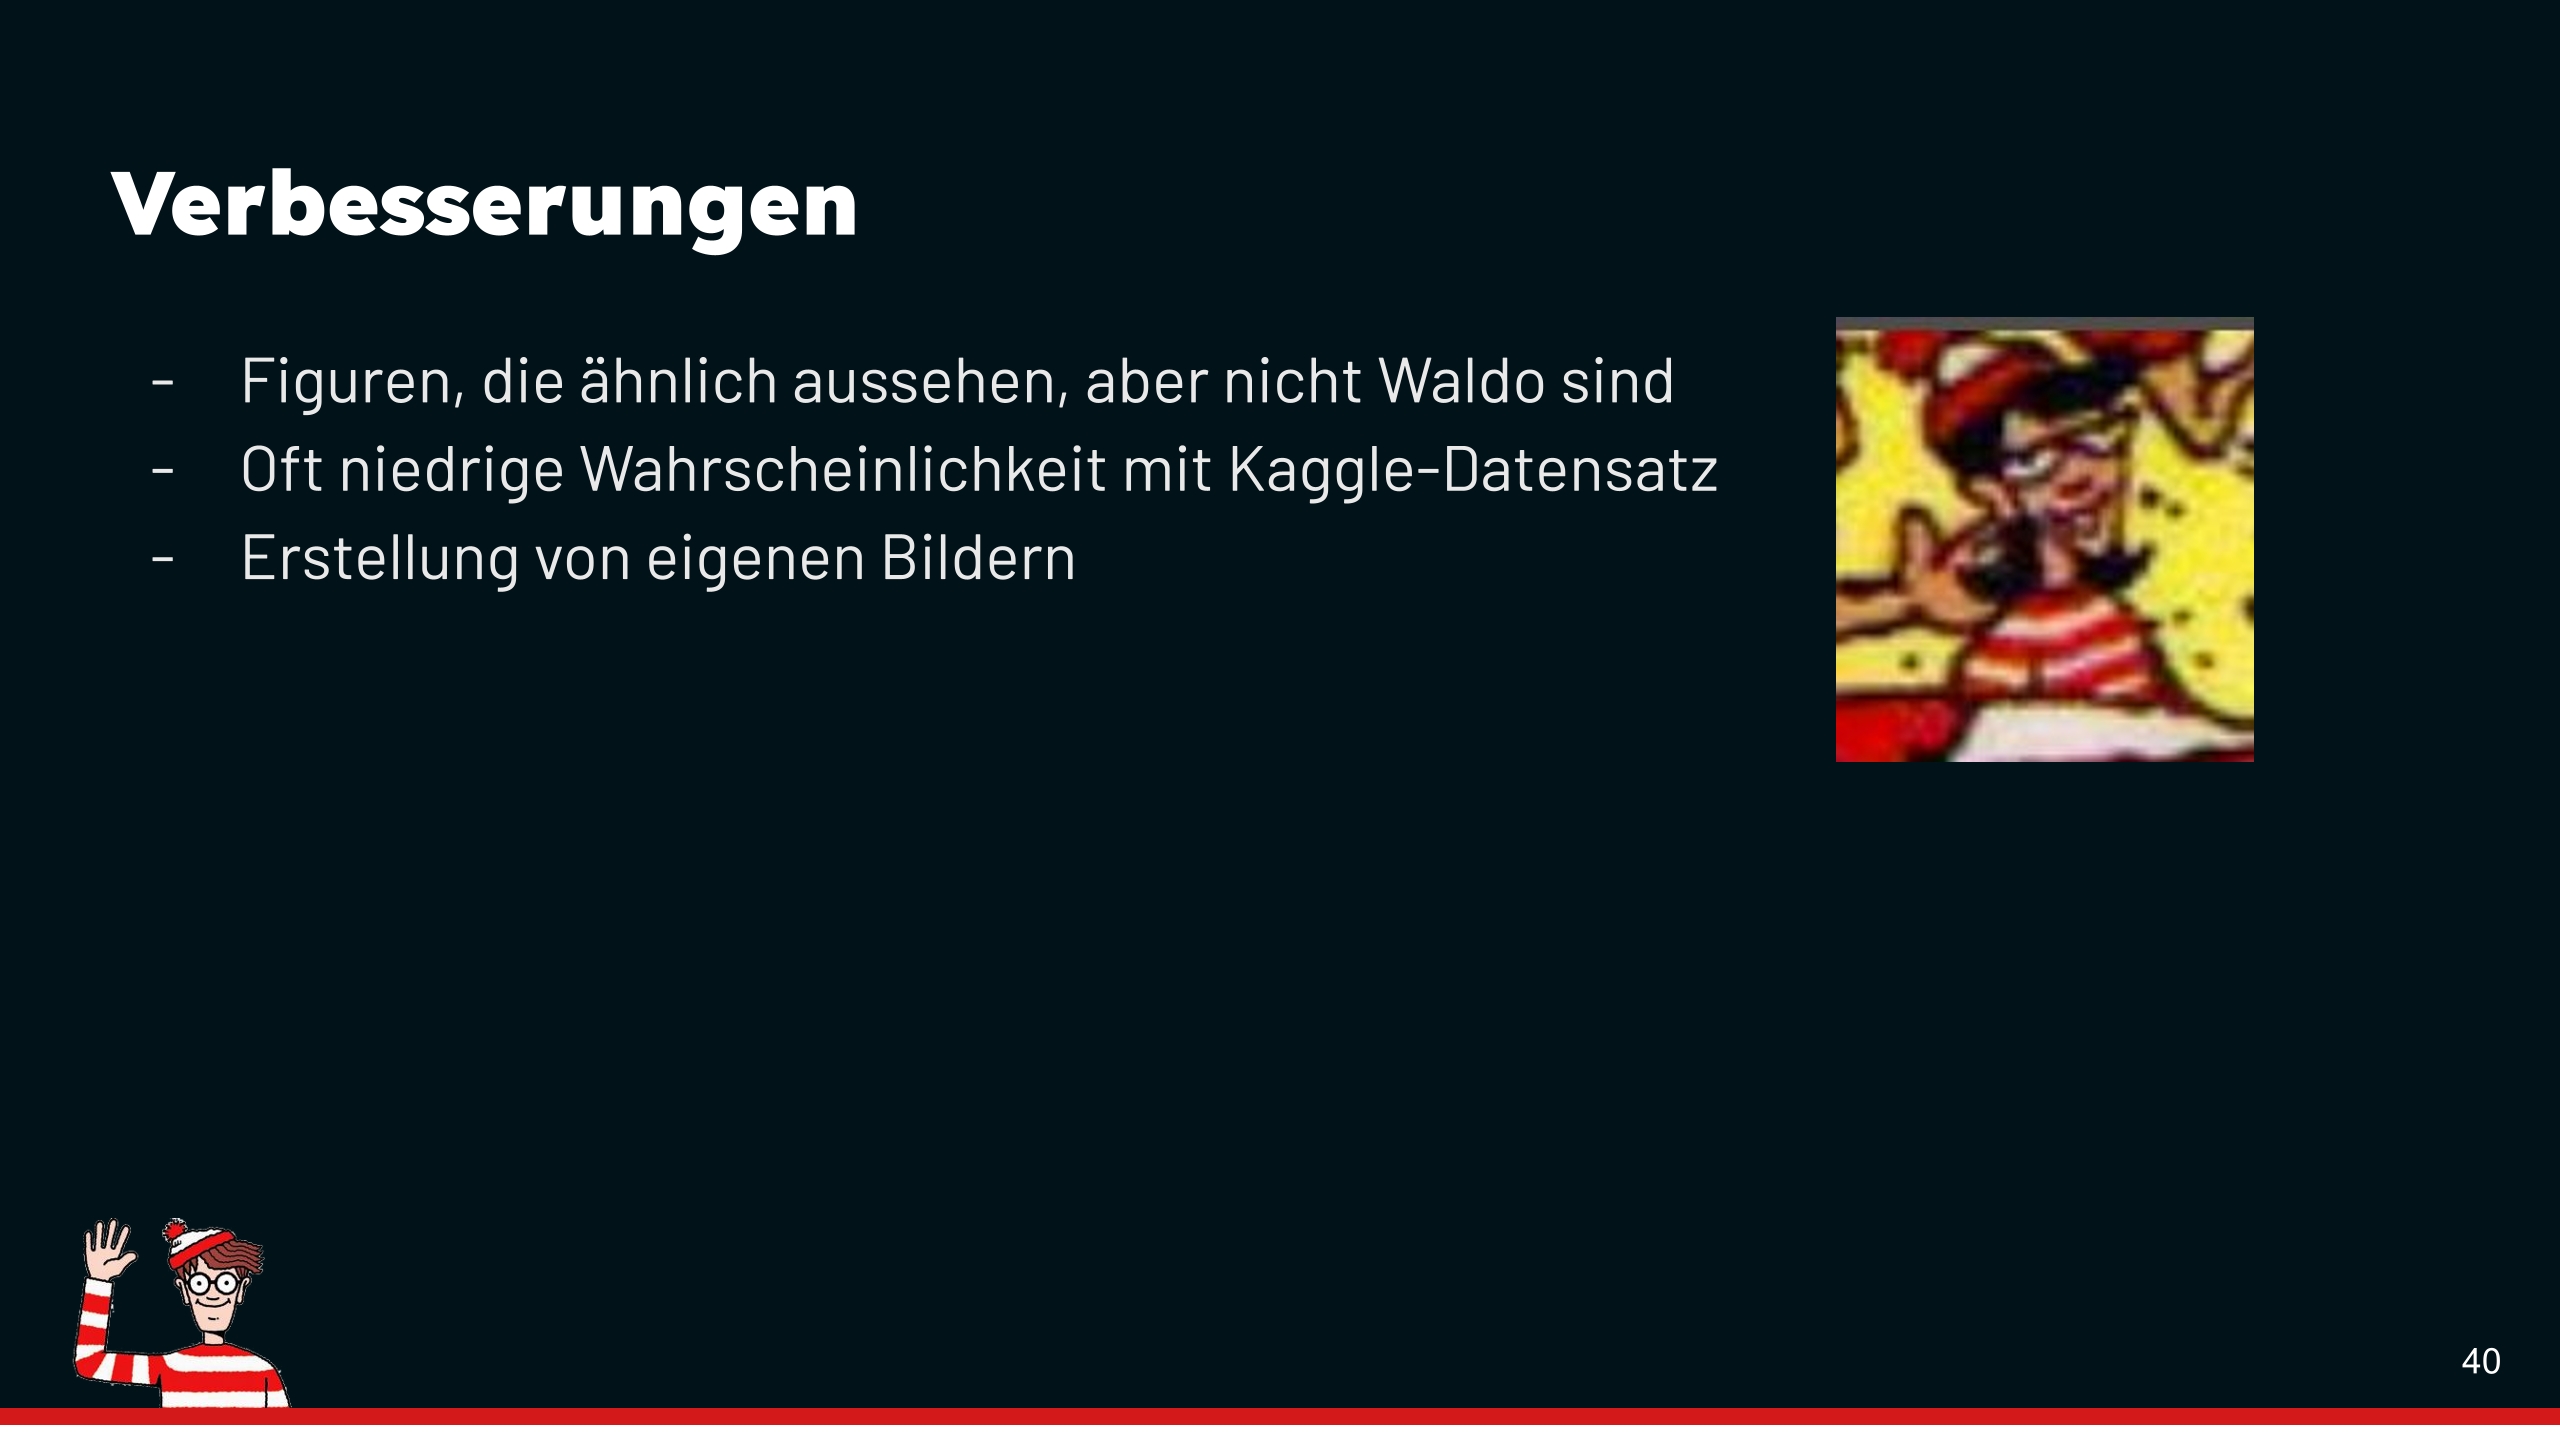 Verbesserungen
- Figuren, die ähnlich aussehen, aber nicht Waldo sind
- Oft niedrige Wahrscheinlichkeit mit Kaggle-Datensatz
- Erstellung von eigenen Bildern
40